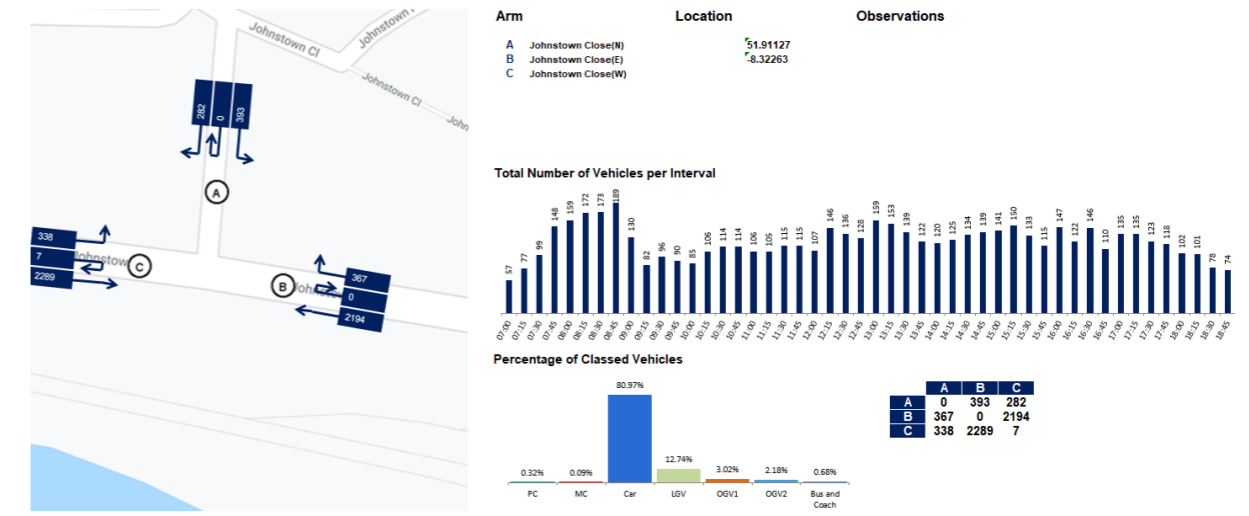 Arm Location Observations
A Johnstown Close(N) 51.91127
B Johnstown Close(E) -8.32263
C Johnstown Close(W)
Johnstown Cl
Johnstown
Johnstown Cl
John
282 0 393
A
338
7
2289
Johnstow
C
B
Johnsto
367
0
2194
Total Number of Vehicles per Interval
57 77 99 148 159 172 173 189 130 82 96 90 85 106 114 114 106 105 115 115 107 146 136 128 159 153 139 122 120 125 134 139 141 150 133 115 147 122 146 110 135 135 123 118 102 101 78 74
07:00 07:15 07:30 07:45 08:00 08:15 08:30 08:45 09:00 09:15 09:30 09:45 10:00 10:15 10:30 10:45 11:00 11:15 11:30 11:45 12:00 12:15 12:30 12:45 13:00 13:15 13:30 13:45 14:00 14:15 14:30 14:45 15:00 15:15 15:30 15:45 16:00 16:15 16:30 16:45 17:00 17:15 17:30 17:45 18:00 18:15 18:30 18:45
Percentage of Classed Vehicles
0.32% 0.09% 80.97% 12.74% 3.02% 2.18% 0.68%
PC MC Car LGV OGV1 OGV2 Bus and
Coach
A B C
A 0 393 282
B 367 0 2194
C 338 2289 7